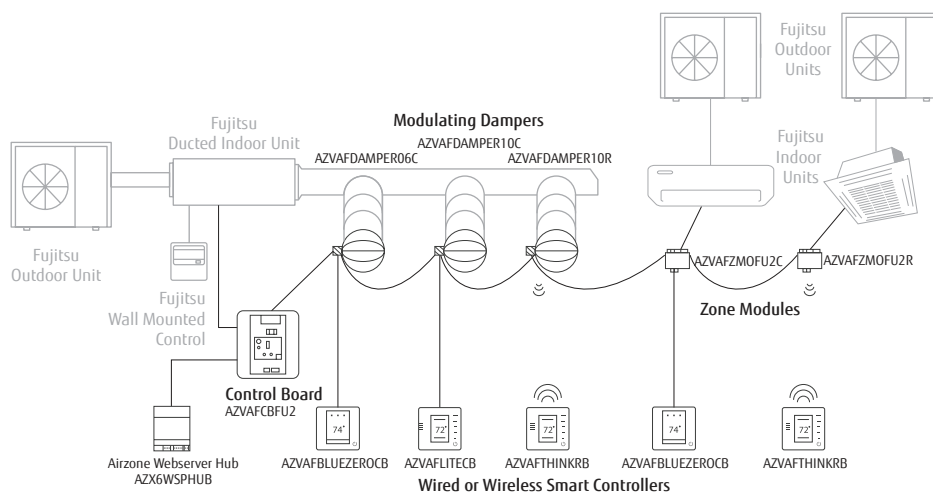 Fujitsu
Outdoor
Units
Modulating Dampers
Fujitsu
Ducted Indoor Unit
AZVAFDAMPER10C
AZVAFDAMPER06C
AZVAFDAMPER10R
Fujitsu
Indoor
Units
Fujitsu
Outdoor Unit
AZVAFZMOFU2C
AZVAFZMOFU2R
Fujitsu
Wall Mounted
Control
Zone Modules
Control Board
AZVAFCBFU2
74°
72°
72°
74°
72°
Airzone Webserver Hub
AZX6WSPHUB
AZVAFBLUEZEROCB
AZVAFLITECB
AZVAFTHINKRB
AZVAFBLUEZEROCB
AZVAFTHINKRB
Wired or Wireless Smart Controllers